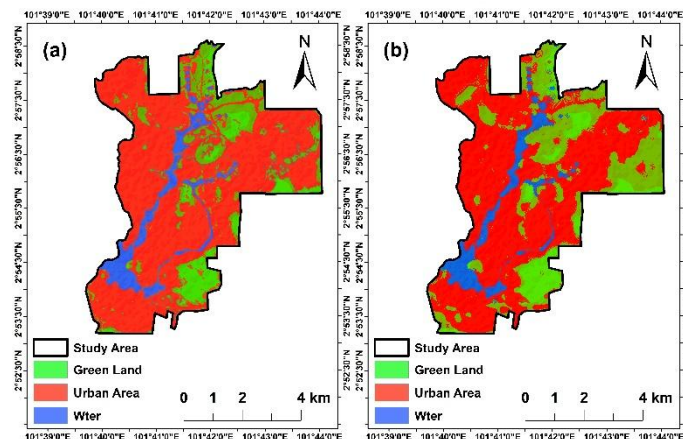 101°39'0"E 101°40'0"E 101°41'0"E 101°42'0"E 101°43'0"E 101°44'0"E
(a)
N
2°58'30"N
2°57'30"N
2°56'30"N
2°55'30"N
2°54'30"N
2°53'30"N
2°52'30"N
Study Area
Green Land
Urban Area
Wter
0 1 2 4 km
101°39'0"E 101°40'0"E 101°41'0"E 101°42'0"E 101°43'0"E 101°44'0"E
101°39'0"E 101°40'0"E 101°41'0"E 101°42'0"E 101°43'0"E 101°44'0"E
(b)
N
2°58'30"N
2°57'30"N
2°56'30"N
2°55'30"N
2°54'30"N
2°53'30"N
2°52'30"N
Study Area
Green Land
Urban Area
Wter
0 1 2 4 km
101°39'0"E 101°40'0"E 101°41'0"E 101°42'0"E 101°43'0"E 101°44'0"E